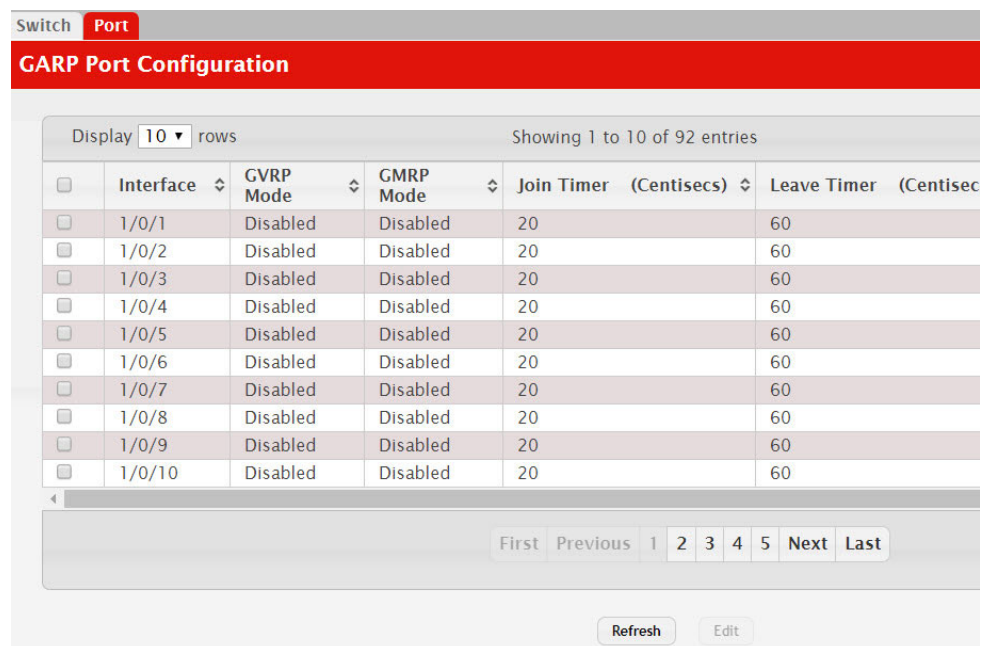 Switch Port
GARP Port Configuration
Display 10 rows Showing 1 to 10 of 92 entries
Interface GVRP Mode GMRP Mode Join Timer (Centisecs) Leave Timer (Centisec
1/0/1 Disabled Disabled 20 60
1/0/2 Disabled Disabled 20 60
1/0/3 Disabled Disabled 20 60
1/0/4 Disabled Disabled 20 60
1/0/5 Disabled Disabled 20 60
1/0/6 Disabled Disabled 20 60
1/0/7 Disabled Disabled 20 60
1/0/8 Disabled Disabled 20 60
1/0/9 Disabled Disabled 20 60
1/0/10 Disabled Disabled 20 60
First Previous 1 2 3 4 5 Next Last
Refresh Edit